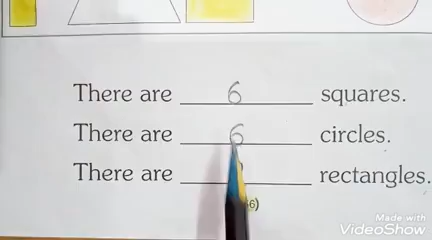 There are 6 squares.
There are 6 circles.
There are rectangles.
Made with
VideoShow